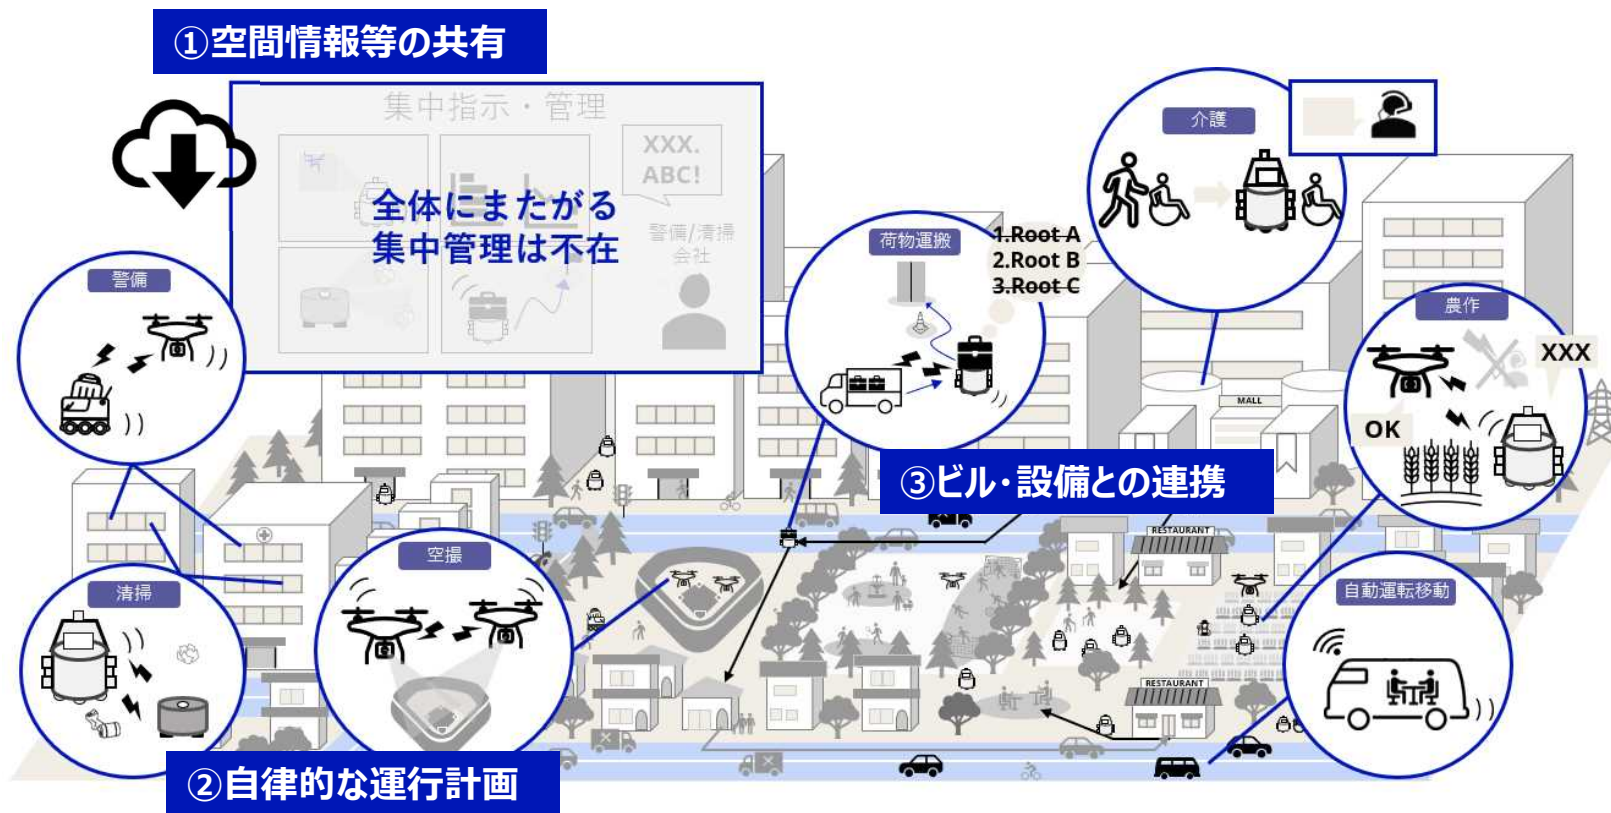 ①空間情報等の共有
集中指示・管理
XXX.
ABC!
全体にまたがる
集中管理は不在
警備/清掃
会社
介護
荷物運搬
1.Root A
2.Root B
3.Root C
警備
農作
XXX
OK
MALL
③ビル・設備との連携
RESTAURANT
空撮
清掃
自動運転移動
RESTAURANT
②自律的な運行計画